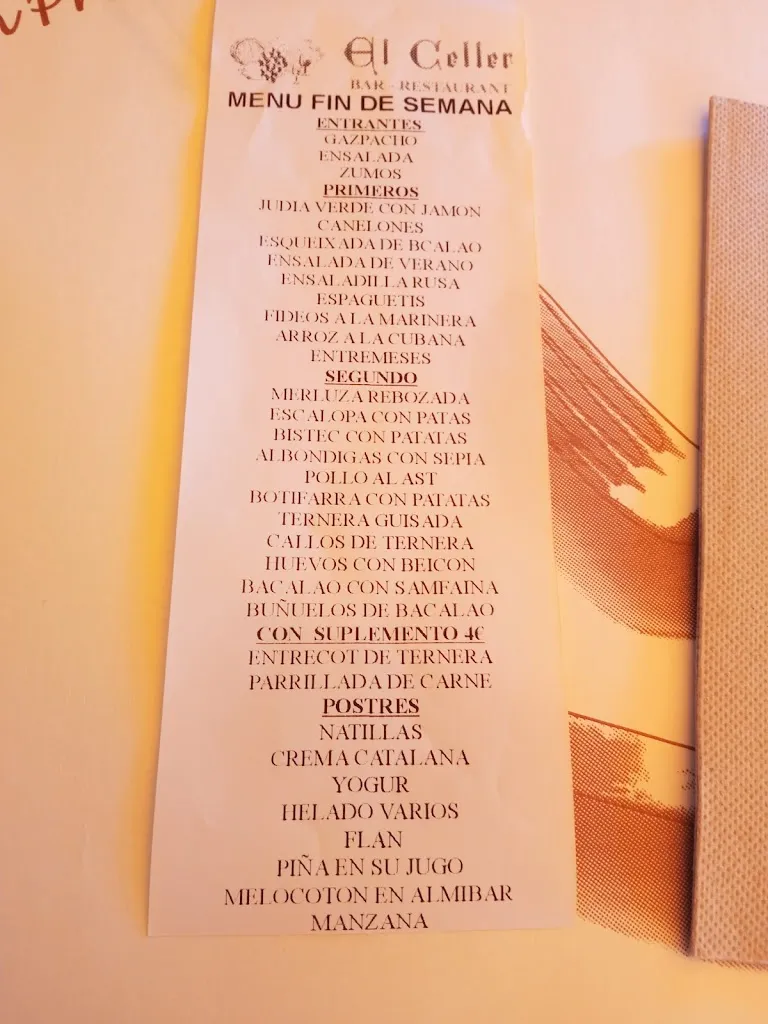 El Celler
BAR - RESTAURANT
MENU FIN DE SEMANA
ENTRANTES
GAZPACHO
ENSALADA
ZUMOS
PRIMEROS
JUDIA VERDE CON JAMON
CANELONES
ESQUEIXADA DE BCALAO
ENSALADA DE VERANO
ENSALADILLA RUSA
ESPAGUETIS
FIDEOS A LA MARINERA
ARROZ A LA CUBANA
ENTREMESES
SEGUNDO
MERLUZA REBOZADA
ESCALOPA CON PATAS
BISTEC CON PATATAS
ALBONDIGAS CON SEPIA
POLLO AL AST
BOTIFARRA CON PATATAS
TERNERA GUISADA
CALLOS DE TERNERA
HUEVOS CON BEICON
BACALAO CON SAMFAINA
BUÑUELOS DE BACALAO
CON SUPLEMENTO 4€
ENTRECOT DE TERNERA
PARRILLADA DE CARNE
POSTRES
NATILLAS
CREMA CATALANA
YOGUR
HELADO VARIOS
FLAN
PIÑA EN SU JUGO
MELOCOTON EN ALMIBAR
MANZANA